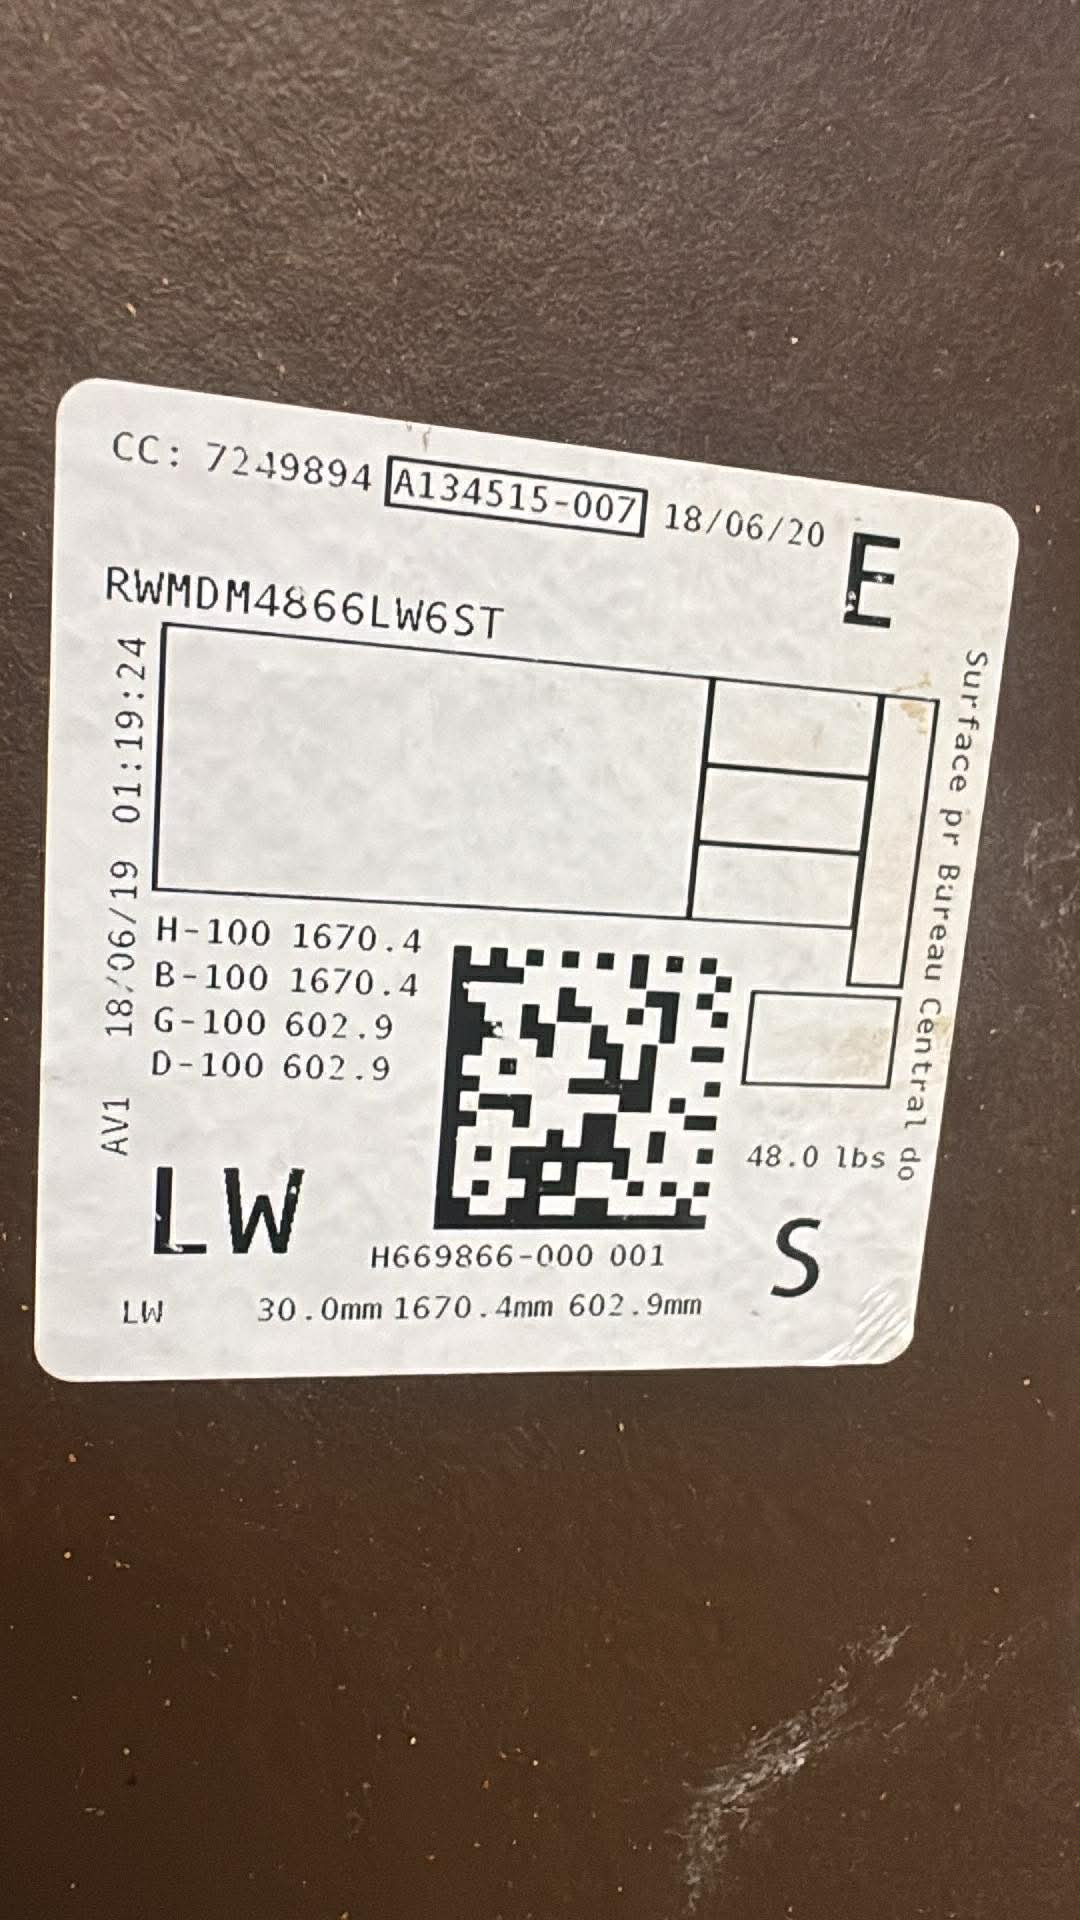 CC: 7249894 A134515-007 18/06/20
E
RWMDM4866LW6ST
Surface pr Bureau Central do
AV1 18/06/19 01:19:24
H-100 1670.4
B-100 1670.4
G-100 602.9
D-100 602.9
48.0 lbs
LW
S
H669866-000 001
LW 30.0mm 1670.4mm 602.9mm